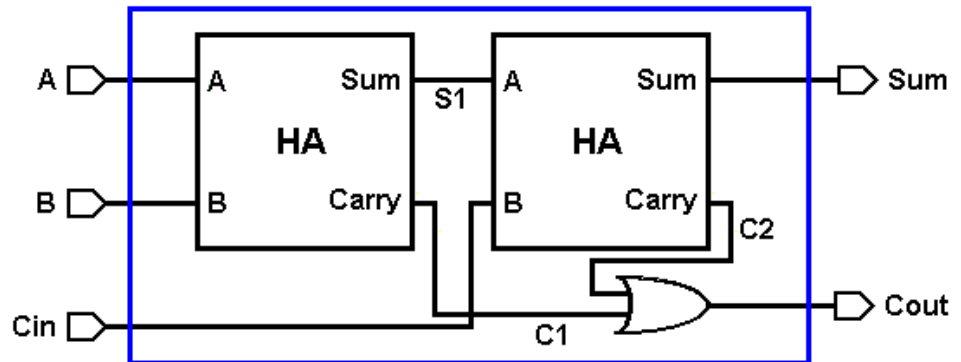 A A Sum S1 A Sum Sum
HA HA
B B Carry B Carry
C2
Cin C1 Cout